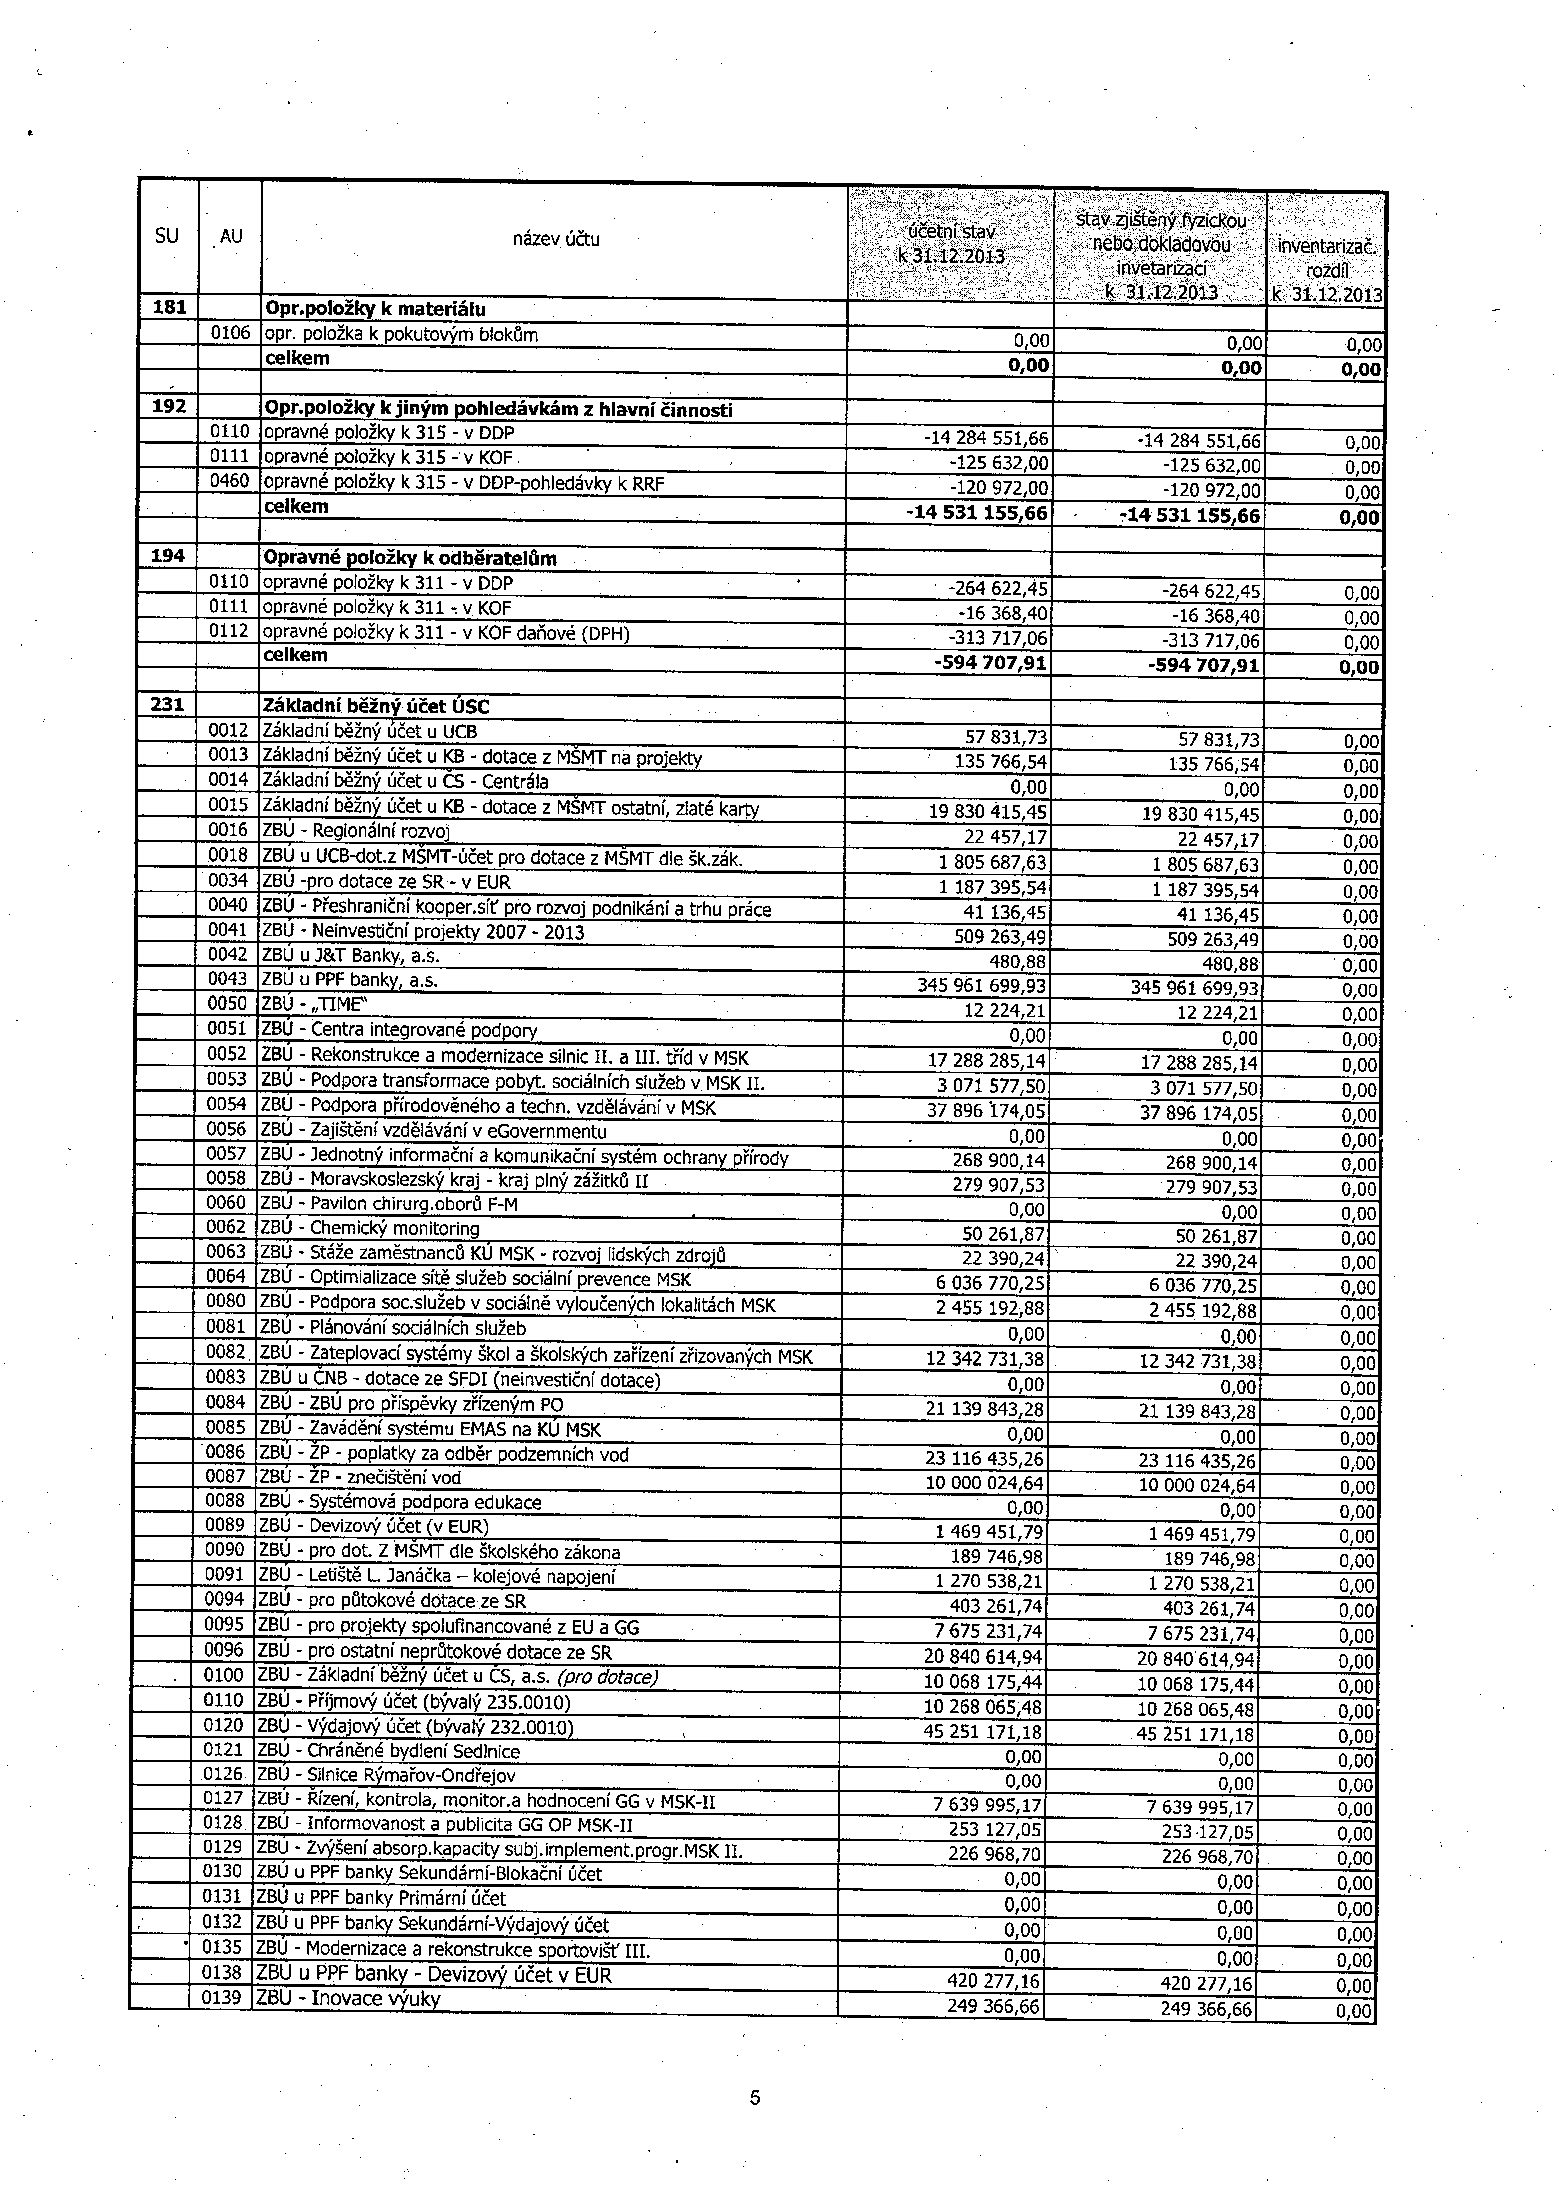 SU AU název účtu účetní stav k 31.12.2013 stav zjištěný fyzickou nebo dokladovou invetarizací k 31.12.2013 inventarizač. rozdíl k 31.12.2013
181 Opr.položky k materiálu
0106 opr. položka k pokutovým blokům 0,00 0,00 0,00
celkem 0,00 0,00 0,00
192 Opr.položky k jiným pohledávkám z hlavní činnosti
0110 opravné položky k 315 - v DDP -14 284 551,66 -14 284 551,66 0,00
0111 opravné položky k 315 - v KOF -125 632,00 -125 632,00 0,00
0460 opravné položky k 315 - v DDP-pohledávky k RRF -120 972,00 -120 972,00 0,00
celkem -14 531 155,66 -14 531 155,66 0,00
194 Opravné položky k odběratelům
0110 opravné položky k 311 - v DDP -264 622,45 -264 622,45 0,00
0111 opravné položky k 311 - v KOF -16 368,40 -16 368,40 0,00
0112 opravné položky k 311 - v KOF daňové (DPH) -313 717,06 -313 717,06 0,00
celkem -594 707,91 -594 707,91 0,00
231 Základní běžný účet ÚSC
0012 Základní běžný účet u UCB 57 831,73 57 831,73 0,00
0013 Základní běžný účet u KB - dotace z MŠMT na projekty 135 766,54 135 766,54 0,00
0014 Základní běžný účet u ČS - Centrála 0,00 0,00 0,00
0015 Základní běžný účet u KB - dotace z MŠMT ostatní, zlaté karty 19 830 415,45 19 830 415,45 0,00
0016 ZBÚ - Regionální rozvoj 22 457,17 22 457,17 0,00
0018 ZBÚ u UCB-dot.z MŠMT-účet pro dotace z MŠMT dle šk.zák. 1 805 687,63 1 805 687,63 0,00
0034 ZBÚ -pro dotace ze SR - v EUR 1 187 395,54 1 187 395,54 0,00
0040 ZBÚ - Přeshraniční kooper.síť pro rozvoj podnikání a trhu práce 41 136,45 41 136,45 0,00
0041 ZBÚ - Neinvestiční projekty 2007 - 2013 509 263,49 509 263,49 0,00
0042 ZBÚ u J&T Banky, a.s. 480,88 480,88 0,00
0043 ZBÚ u PPF banky, a.s. 345 961 699,93 345 961 699,93 0,00
0050 ZBÚ - „TIME“ 12 224,21 12 224,21 0,00
0051 ZBÚ - Centra integrované podpory 0,00 0,00 0,00
0052 ZBÚ - Rekonstrukce a modernizace silnic II. a III. tříd v MSK 17 288 285,14 17 288 285,14 0,00
0053 ZBÚ - Podpora transformace pobyt. sociálních služeb v MSK II. 3 071 577,50 3 071 577,50 0,00
0054 ZBÚ - Podpora přírodověného a techn. vzdělávání v MSK 37 896 174,05 37 896 174,05 0,00
0056 ZBÚ - Zajištění vzdělávání v eGovernmentu 0,00 0,00 0,00
0057 ZBÚ - Jednotný informační a komunikační systém ochrany přírody 268 900,14 268 900,14 0,00
0058 ZBÚ - Moravskoslezský kraj - kraj plný zážitků II 279 907,53 279 907,53 0,00
0060 ZBÚ - Pavilon chirurg.oborů F-M 0,00 0,00 0,00
0062 ZBÚ - Chemický monitoring 50 261,87 50 261,87 0,00
0063 ZBÚ - Stáže zaměstnanců KÚ MSK - rozvoj lidských zdrojů 22 390,24 22 390,24 0,00
0064 ZBÚ - Optimializace sítě služeb sociální prevence MSK 6 036 770,25 6 036 770,25 0,00
0080 ZBÚ - Podpora soc.služeb v sociálně vyloučených lokalitách MSK 2 455 192,88 2 455 192,88 0,00
0081 ZBÚ - Plánování sociálních služeb 0,00 0,00 0,00
0082 ZBÚ - Zateplovací systémy škol a školských zařízení zřizovaných MSK 12 342 731,38 12 342 731,38 0,00
0083 ZBÚ u ČNB - dotace ze SFDI (neinvestiční dotace) 0,00 0,00 0,00
0084 ZBÚ - ZBÚ pro příspěvky zřízeným PO 21 139 843,28 21 139 843,28 0,00
0085 ZBÚ - Zavádění systému EMAS na KÚ MSK 0,00 0,00 0,00
0086 ZBÚ - ŽP - poplatky za odběr podzemních vod 23 116 435,26 23 116 435,26 0,00
0087 ZBÚ - ŽP - znečištění vod 10 000 024,64 10 000 024,64 0,00
0088 ZBÚ - Systémová podpora edukace 0,00 0,00 0,00
0089 ZBÚ - Devizový účet (v EUR) 1 469 451,79 1 469 451,79 0,00
0090 ZBÚ - pro dot. Z MŠMT dle školského zákona 189 746,98 189 746,98 0,00
0091 ZBÚ - Letiště L. Janáčka – kolejové napojení 1 270 538,21 1 270 538,21 0,00
0094 ZBÚ - pro půtokové dotace ze SR 403 261,74 403 261,74 0,00
0095 ZBÚ - pro projekty spolufinancované z EU a GG 7 675 231,74 7 675 231,74 0,00
0096 ZBÚ - pro ostatní neprůtokové dotace ze SR 20 840 614,94 20 840 614,94 0,00
0100 ZBÚ - Základní běžný účet u ČS, a.s. (pro dotace) 10 068 175,44 10 068 175,44 0,00
0110 ZBÚ - Příjmový účet (bývalý 235.0010) 10 268 065,48 10 268 065,48 0,00
0120 ZBÚ - Výdajový účet (bývalý 232.0010) 45 251 171,18 45 251 171,18 0,00
0121 ZBÚ - Chráněné bydlení Sedlnice 0,00 0,00 0,00
0126 ZBÚ - Silnice Rýmařov-Ondřejov 0,00 0,00 0,00
0127 ZBÚ - Řízení, kontrola, monitor.a hodnocení GG v MSK-II 7 639 995,17 7 639 995,17 0,00
0128 ZBÚ - Informovanost a publicita GG OP MSK-II 253 127,05 253 127,05 0,00
0129 ZBÚ - Zvýšení absorp.kapacity subj.implement.progr.MSK II. 226 968,70 226 968,70 0,00
0130 ZBÚ u PPF banky Sekundární-Blokační účet 0,00 0,00 0,00
0131 ZBÚ u PPF banky Primární účet 0,00 0,00 0,00
0132 ZBÚ u PPF banky Sekundární-Výdajový účet 0,00 0,00 0,00
0135 ZBÚ - Modernizace a rekonstrukce sportovišť III. 0,00 0,00 0,00
0138 ZBÚ u PPF banky - Devizový účet v EUR 420 277,16 420 277,16 0,00
0139 ZBÚ - Inovace výuky 249 366,66 249 366,66 0,00
5